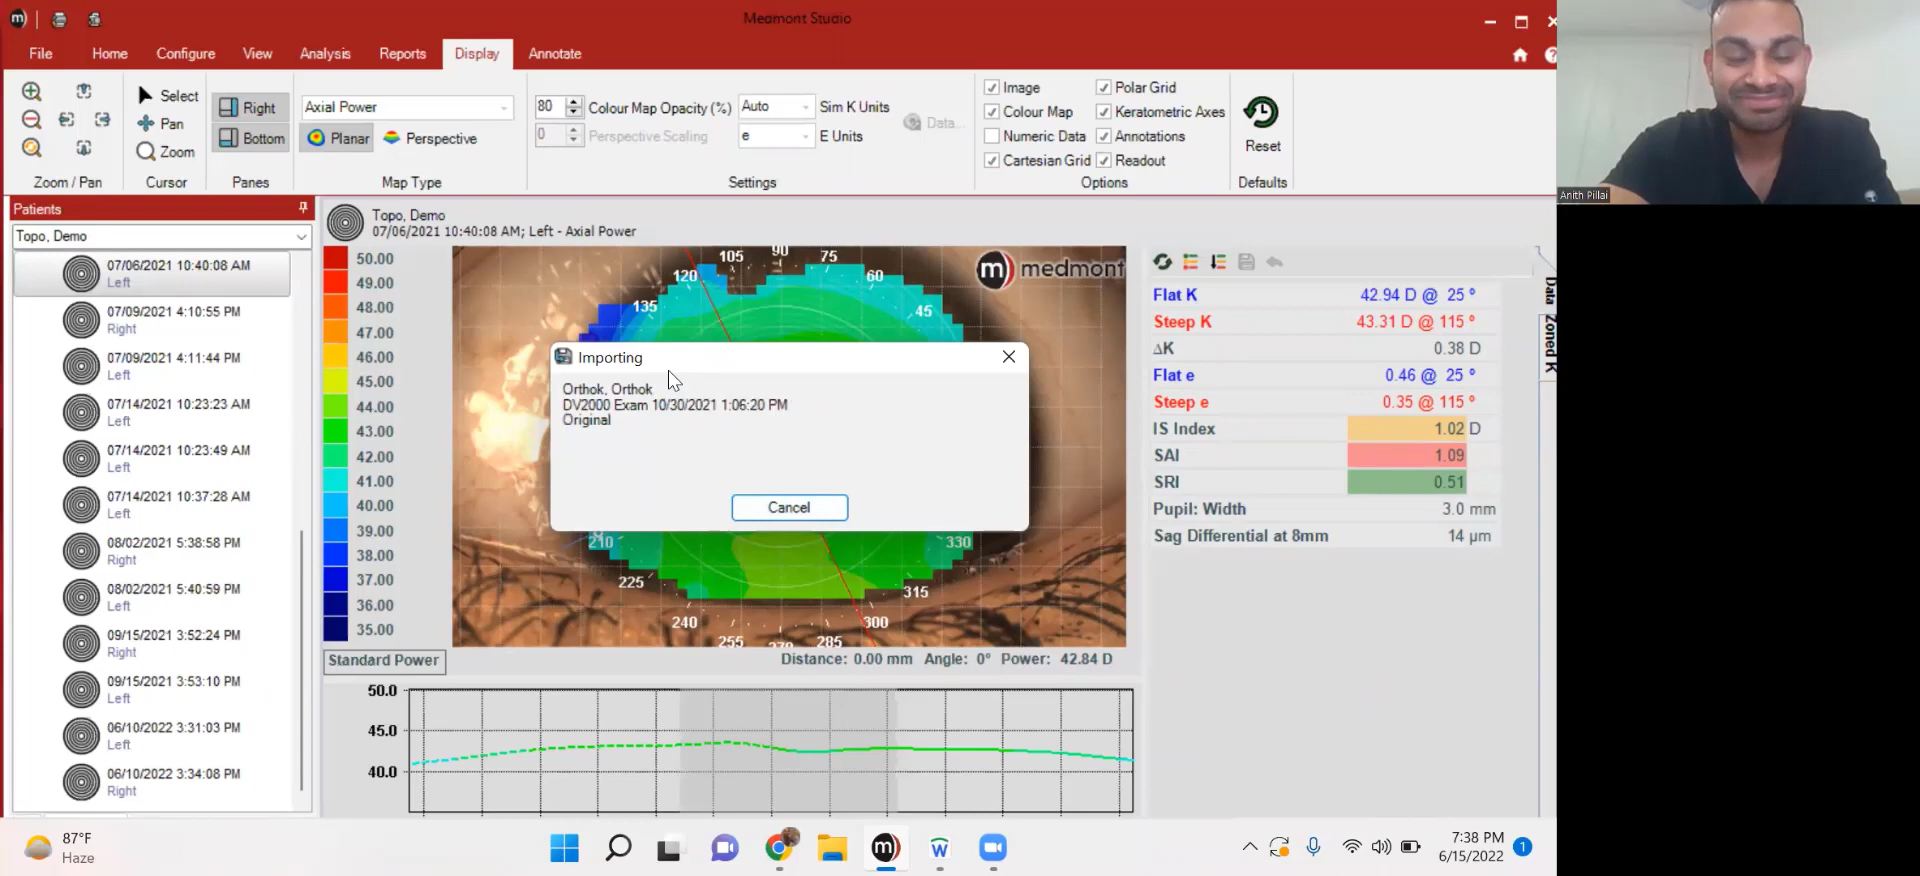 Medmont Studio
File
Home
Configure
View
Analysis
Reports
Display
Annotate
Select
Pan
Zoom
Zoom / Pan
Cursor
Right
Bottom
Panes
Axial Power
Planar
Perspective
Map Type
80
Colour Map Opacity (%)
0
Perspective Scaling
Auto
Sim K Units
e
E Units
Data...
Settings
Image
Colour Map
Numeric Data
Cartesian Grid
Polar Grid
Keratometric Axes
Annotations
Readout
Options
Reset
Defaults
Anith Pillai
Patients
Topo, Demo
07/06/2021 10:40:08 AM
Left
07/09/2021 4:10:55 PM
Right
07/09/2021 4:11:44 PM
Left
07/14/2021 10:23:23 AM
Left
07/14/2021 10:23:49 AM
Left
07/14/2021 10:37:28 AM
Left
08/02/2021 5:38:58 PM
Right
08/02/2021 5:40:59 PM
Left
09/15/2021 3:52:24 PM
Right
09/15/2021 3:53:10 PM
Left
06/10/2022 3:31:03 PM
Left
06/10/2022 3:34:08 PM
Right
Topo, Demo
07/06/2021 10:40:08 AM; Left - Axial Power
50.00
49.00
48.00
47.00
46.00
45.00
44.00
43.00
42.00
41.00
40.00
39.00
38.00
37.00
36.00
35.00
Standard Power
m medmont
135
120
105
90
75
60
45
210
225
240
255
270
285
300
315
330
Importing
Orthok, Orthok
DV2000 Exam 10/30/2021 1:06:20 PM
Original
Cancel
Distance: 0.00 mm Angle: 0° Power: 42.84 D
50.0
45.0
40.0
Flat K 42.94 D @ 25 °
Steep K 43.31 D @ 115 °
ΔK 0.38 D
Flat e 0.46 @ 25 °
Steep e 0.35 @ 115 °
IS Index 1.02 D
SAI 1.09
SRI 0.51
Pupil: Width 3.0 mm
Sag Differential at 8mm 14 µm
Data
Zoned K
87°F
Haze
7:38 PM
6/15/2022
1